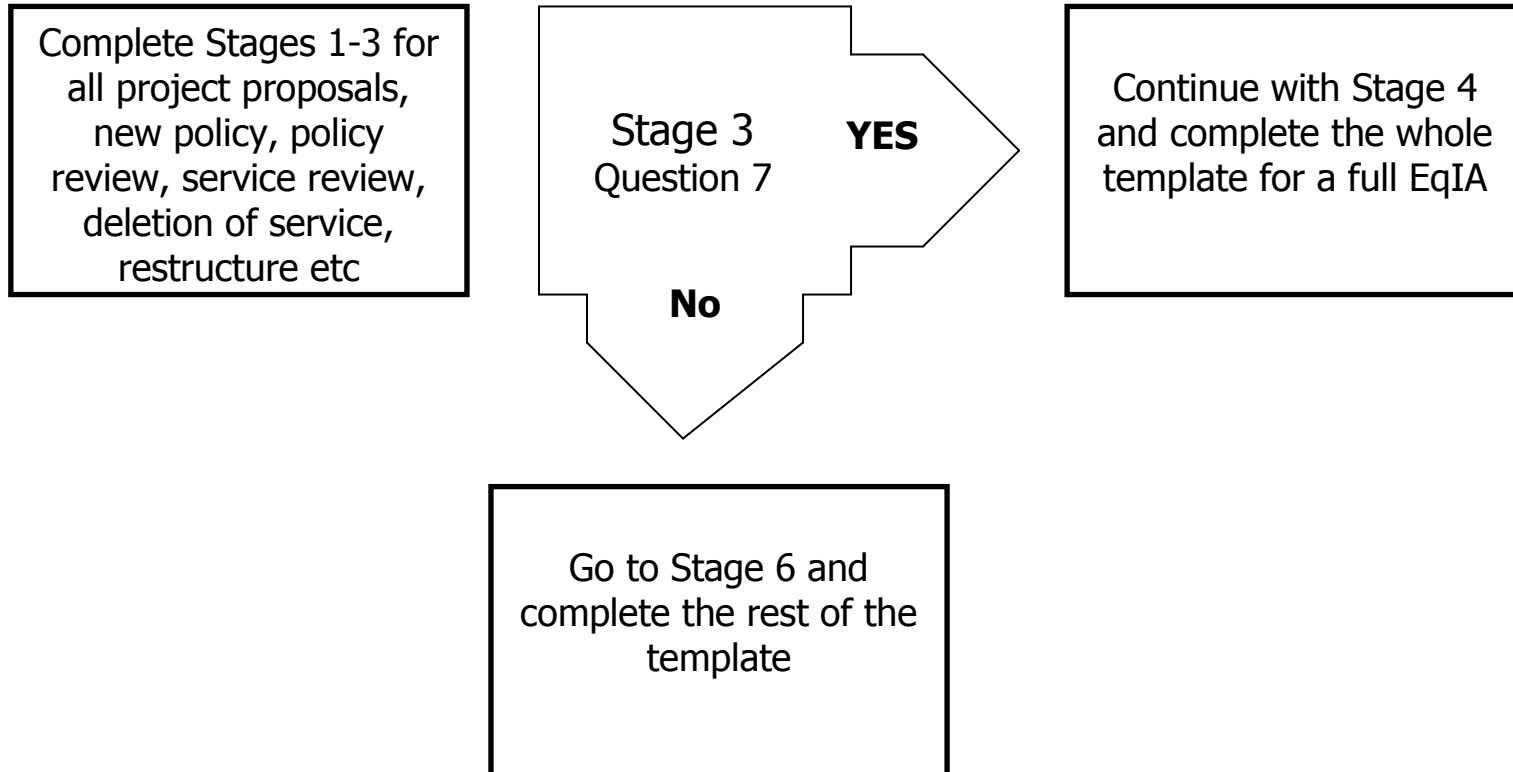 Complete Stages 1-3 for
all project proposals,
new policy, policy
review, service review,
deletion of service,
restructure etc
Stage 3
Question 7
YES
No
Continue with Stage 4
and complete the whole
template for a full EqIA
Go to Stage 6 and
complete the rest of the
template